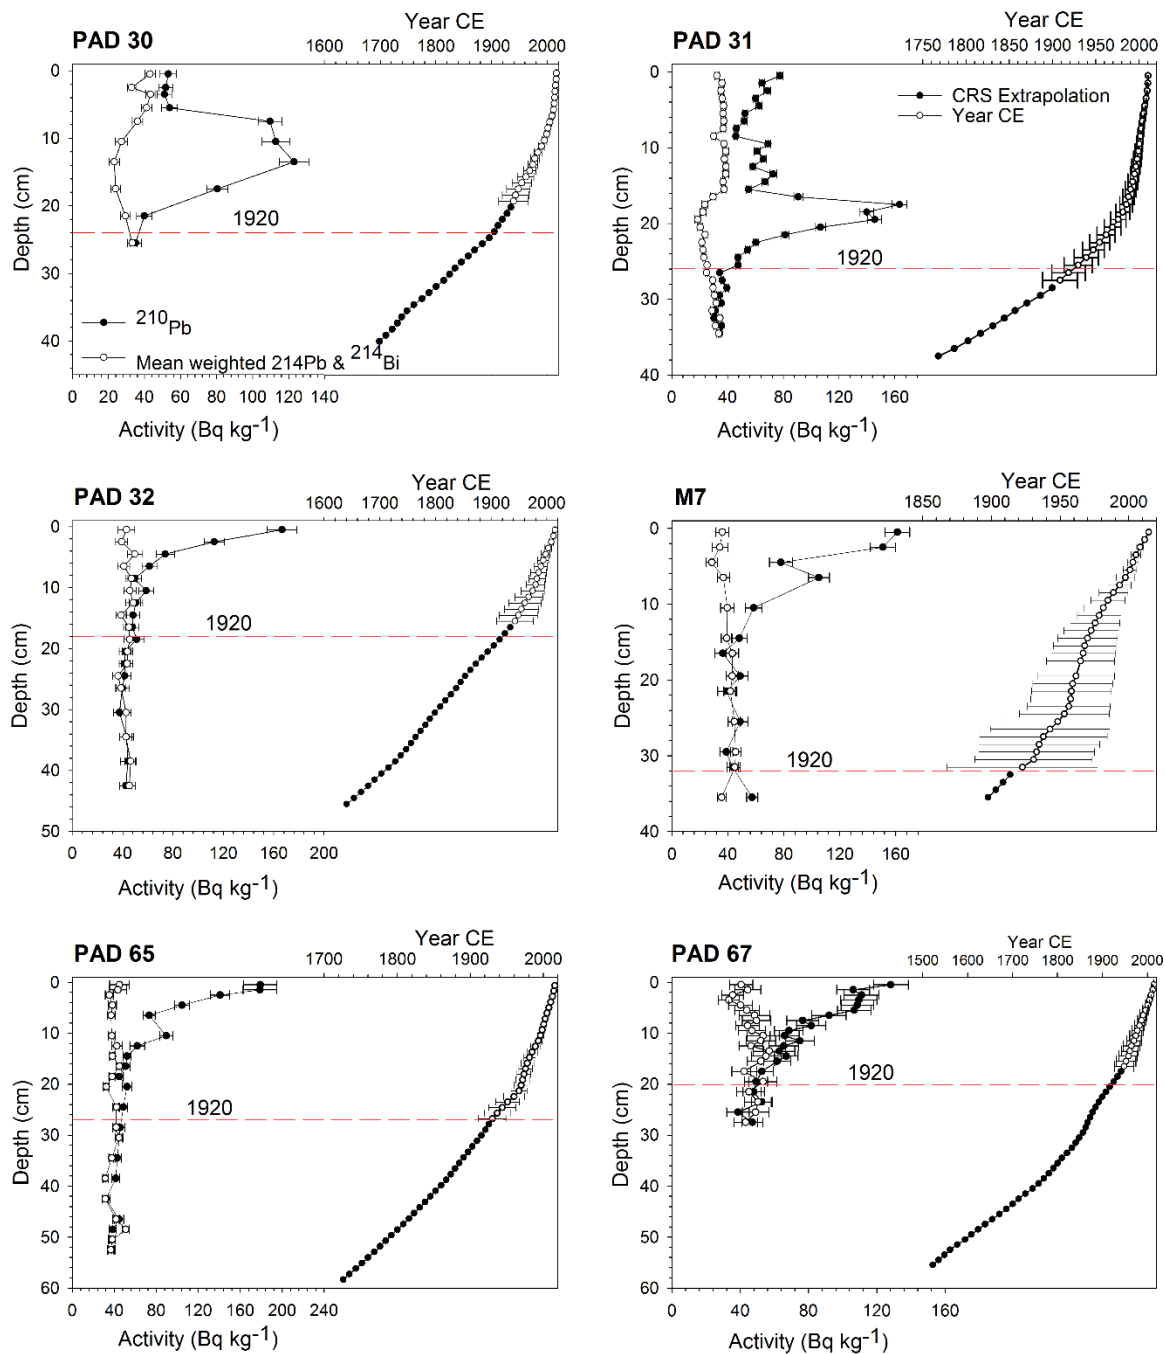 Year CE
PAD 30
1600 1700 1800 1900 2000
0
10
20
30
40
Depth (cm)
1920
210Pb
Mean weighted 214Pb & 214Bi
0 20 40 60 80 100 120 140
Activity (Bq kg-1)
Year CE
PAD 31
1750 1800 1850 1900 1950 2000
0
5
10
15
20
25
30
35
40
Depth (cm)
CRS Extrapolation
Year CE
1920
0 40 80 120 160
Activity (Bq kg-1)
Year CE
PAD 32
1600 1700 1800 1900 2000
0
10
20
30
40
50
Depth (cm)
1920
0 40 80 120 160 200
Activity (Bq kg-1)
Year CE
M7
1850 1900 1950 2000
0
10
20
30
40
Depth (cm)
1920
0 40 80 120 160
Activity (Bq kg-1)
Year CE
PAD 65
1700 1800 1900 2000
0
10
20
30
40
50
60
Depth (cm)
1920
0 40 80 120 160 200 240
Activity (Bq kg-1)
Year CE
PAD 67
1500 1600 1700 1800 1900 2000
0
10
20
30
40
50
60
Depth (cm)
1920
0 40 80 128 160
Activity (Bq kg-1)